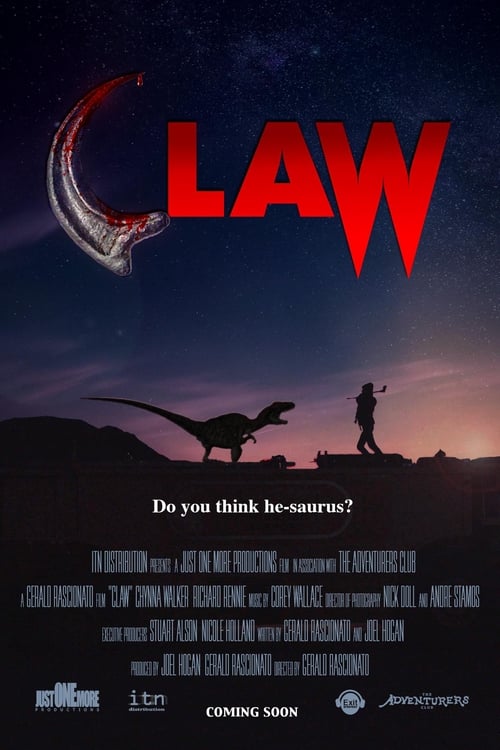 CLAW
Do you think he-saurus?
ITN DISTRIBUTION PRESENTS A JUST ONE MORE PRODUCTIONS FILM IN ASSOCIATION WITH THE ADVENTURERS CLUB
A GERALD RASCIONATO FILM "CLAW" CHYNNA WALKER RICHARD RENNIE MUSIC BY COREY WALLACE DIRECTOR OF PHOTOGRAPHY NICK DOLL AND ANDRE STAMOS
EXECUTIVE PRODUCERS STUART ALSON NICOLE HOLLAND WRITTEN BY GERALD RASCIONATO AND JOEL HOGAN
PRODUCED BY JOEL HOGAN GERALD RASCIONATO DIRECTED BY GERALD RASCIONATO
JUST ONE MORE
PRODUCTIONS
itn
distribution
Exit
THE
ADVENTURERS
CLUB
COMING SOON